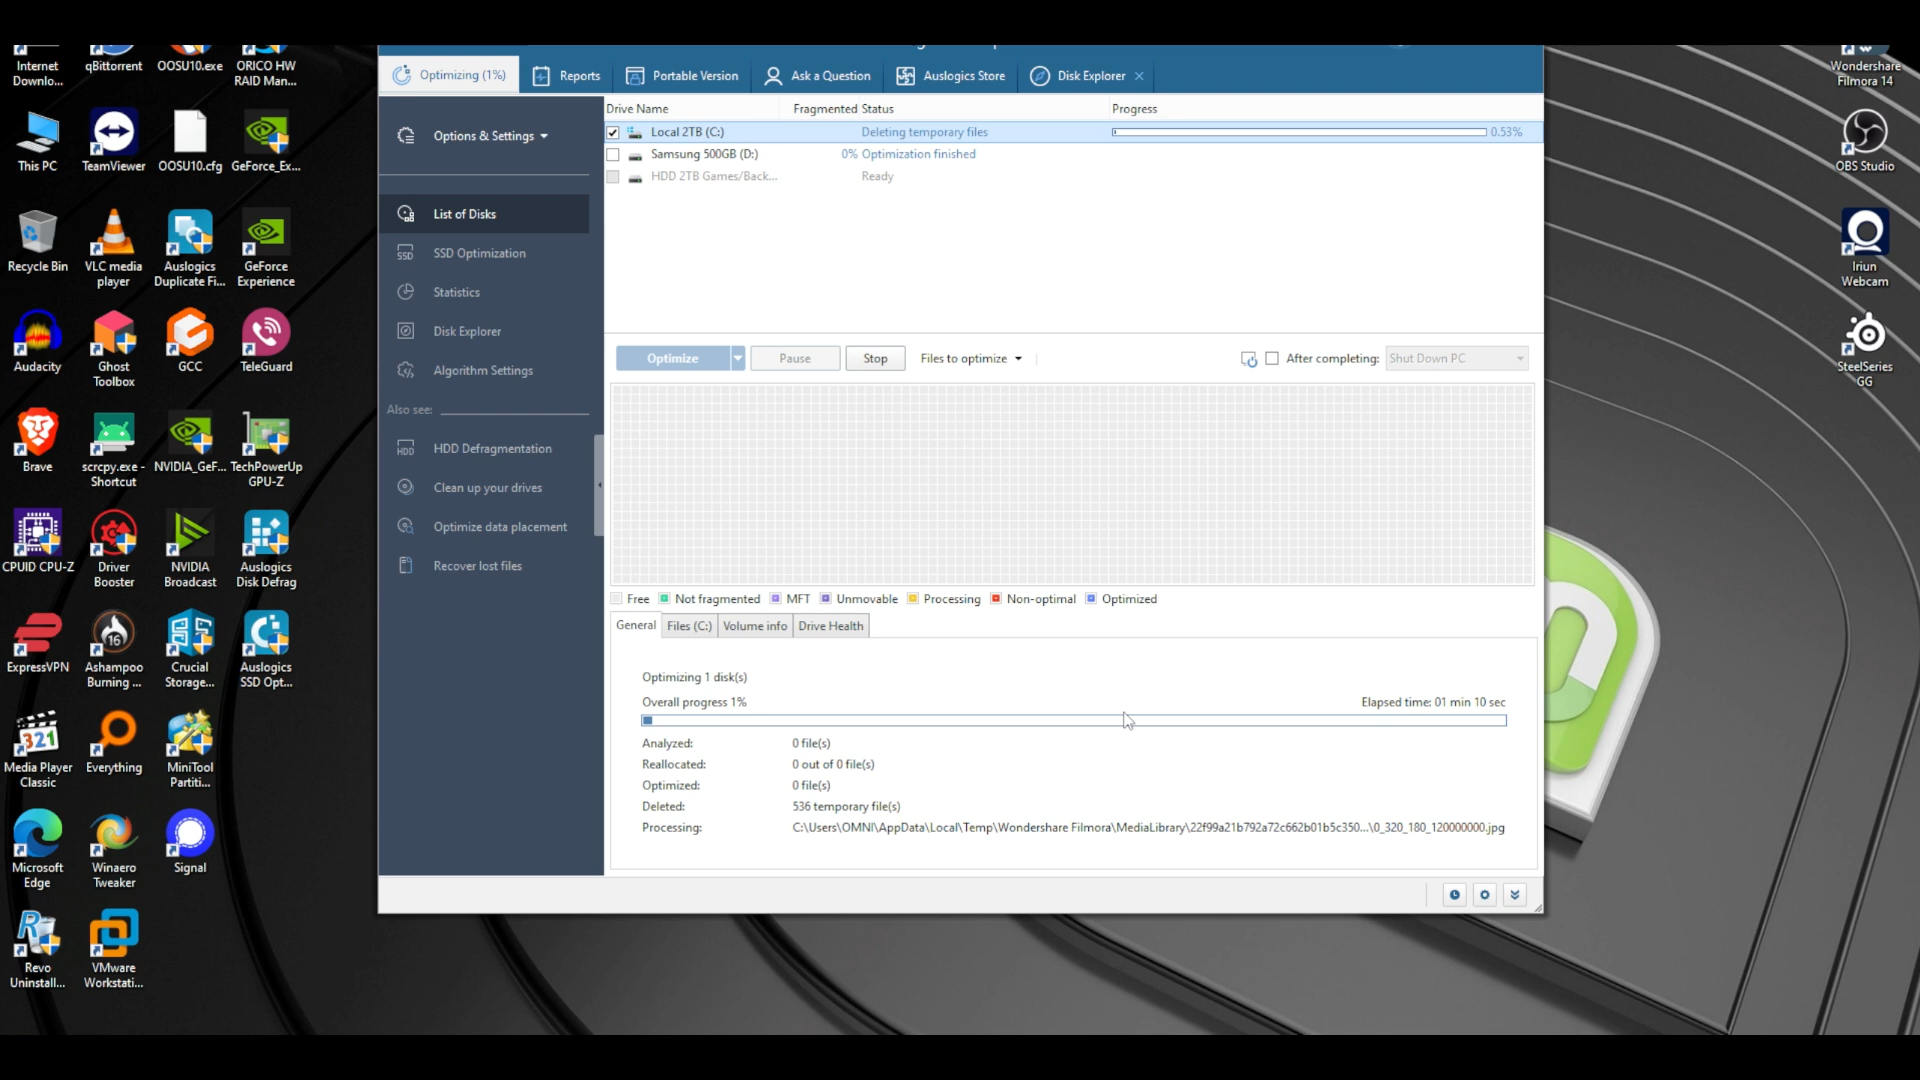 Internet
Downlo...
qBittorrent
OOSU10.exe
ORICO HW
RAID Man...
This PC
TeamViewer
OOSU10.cfg
GeForce_Ex...
Recycle Bin
VLC media
player
Auslogics
Duplicate Fi...
GeForce
Experience
Audacity
Ghost
Toolbox
GCC
TeleGuard
Brave
scrcpy.exe -
Shortcut
NVIDIA_GeF...
TechPowerUp
GPU-Z
CPUID CPU-Z
Driver
Booster
NVIDIA
Broadcast
Auslogics
Disk Defrag
ExpressVPN
16
Ashampoo
Burning ...
Crucial
Storage...
Auslogics
SSD Opt...
321
Media Player
Classic
Everything
MiniTool
Partiti...
Microsoft
Edge
Winaero
Tweaker
Signal
Revo
Uninstall...
VMware
Workstati...
Optimizing (1%)
Reports
Portable Version
Ask a Question
Auslogics Store
Disk Explorer
Options & Settings
List of Disks
SSD
SSD Optimization
Statistics
Disk Explorer
Algorithm Settings
Also see:
HDD
HDD Defragmentation
Clean up your drives
Optimize data placement
Recover lost files
Drive Name Fragmented Status Progress
Local 2TB (C:) Deleting temporary files 0.53%
Samsung 500GB (D:) 0% Optimization finished
HDD 2TB Games/Back... Ready
Optimize Pause Stop Files to optimize After completing: Shut Down PC
Free Not fragmented MFT Unmovable Processing Non-optimal Optimized
General Files (C:) Volume info Drive Health
Optimizing 1 disk(s)
Overall progress 1% Elapsed time: 01 min 10 sec
Analyzed: 0 file(s)
Reallocated: 0 out of 0 file(s)
Optimized: 0 file(s)
Deleted: 536 temporary file(s)
Processing: C:\Users\OMNI\AppData\Local\Temp\Wondershare Filmora\MediaLibrary\22f99a21b792a72c662b01b5c350...\0_320_180_120000000.jpg
Wondershare
Filmora 14
OBS Studio
Iriun
Webcam
SteelSeries
GG